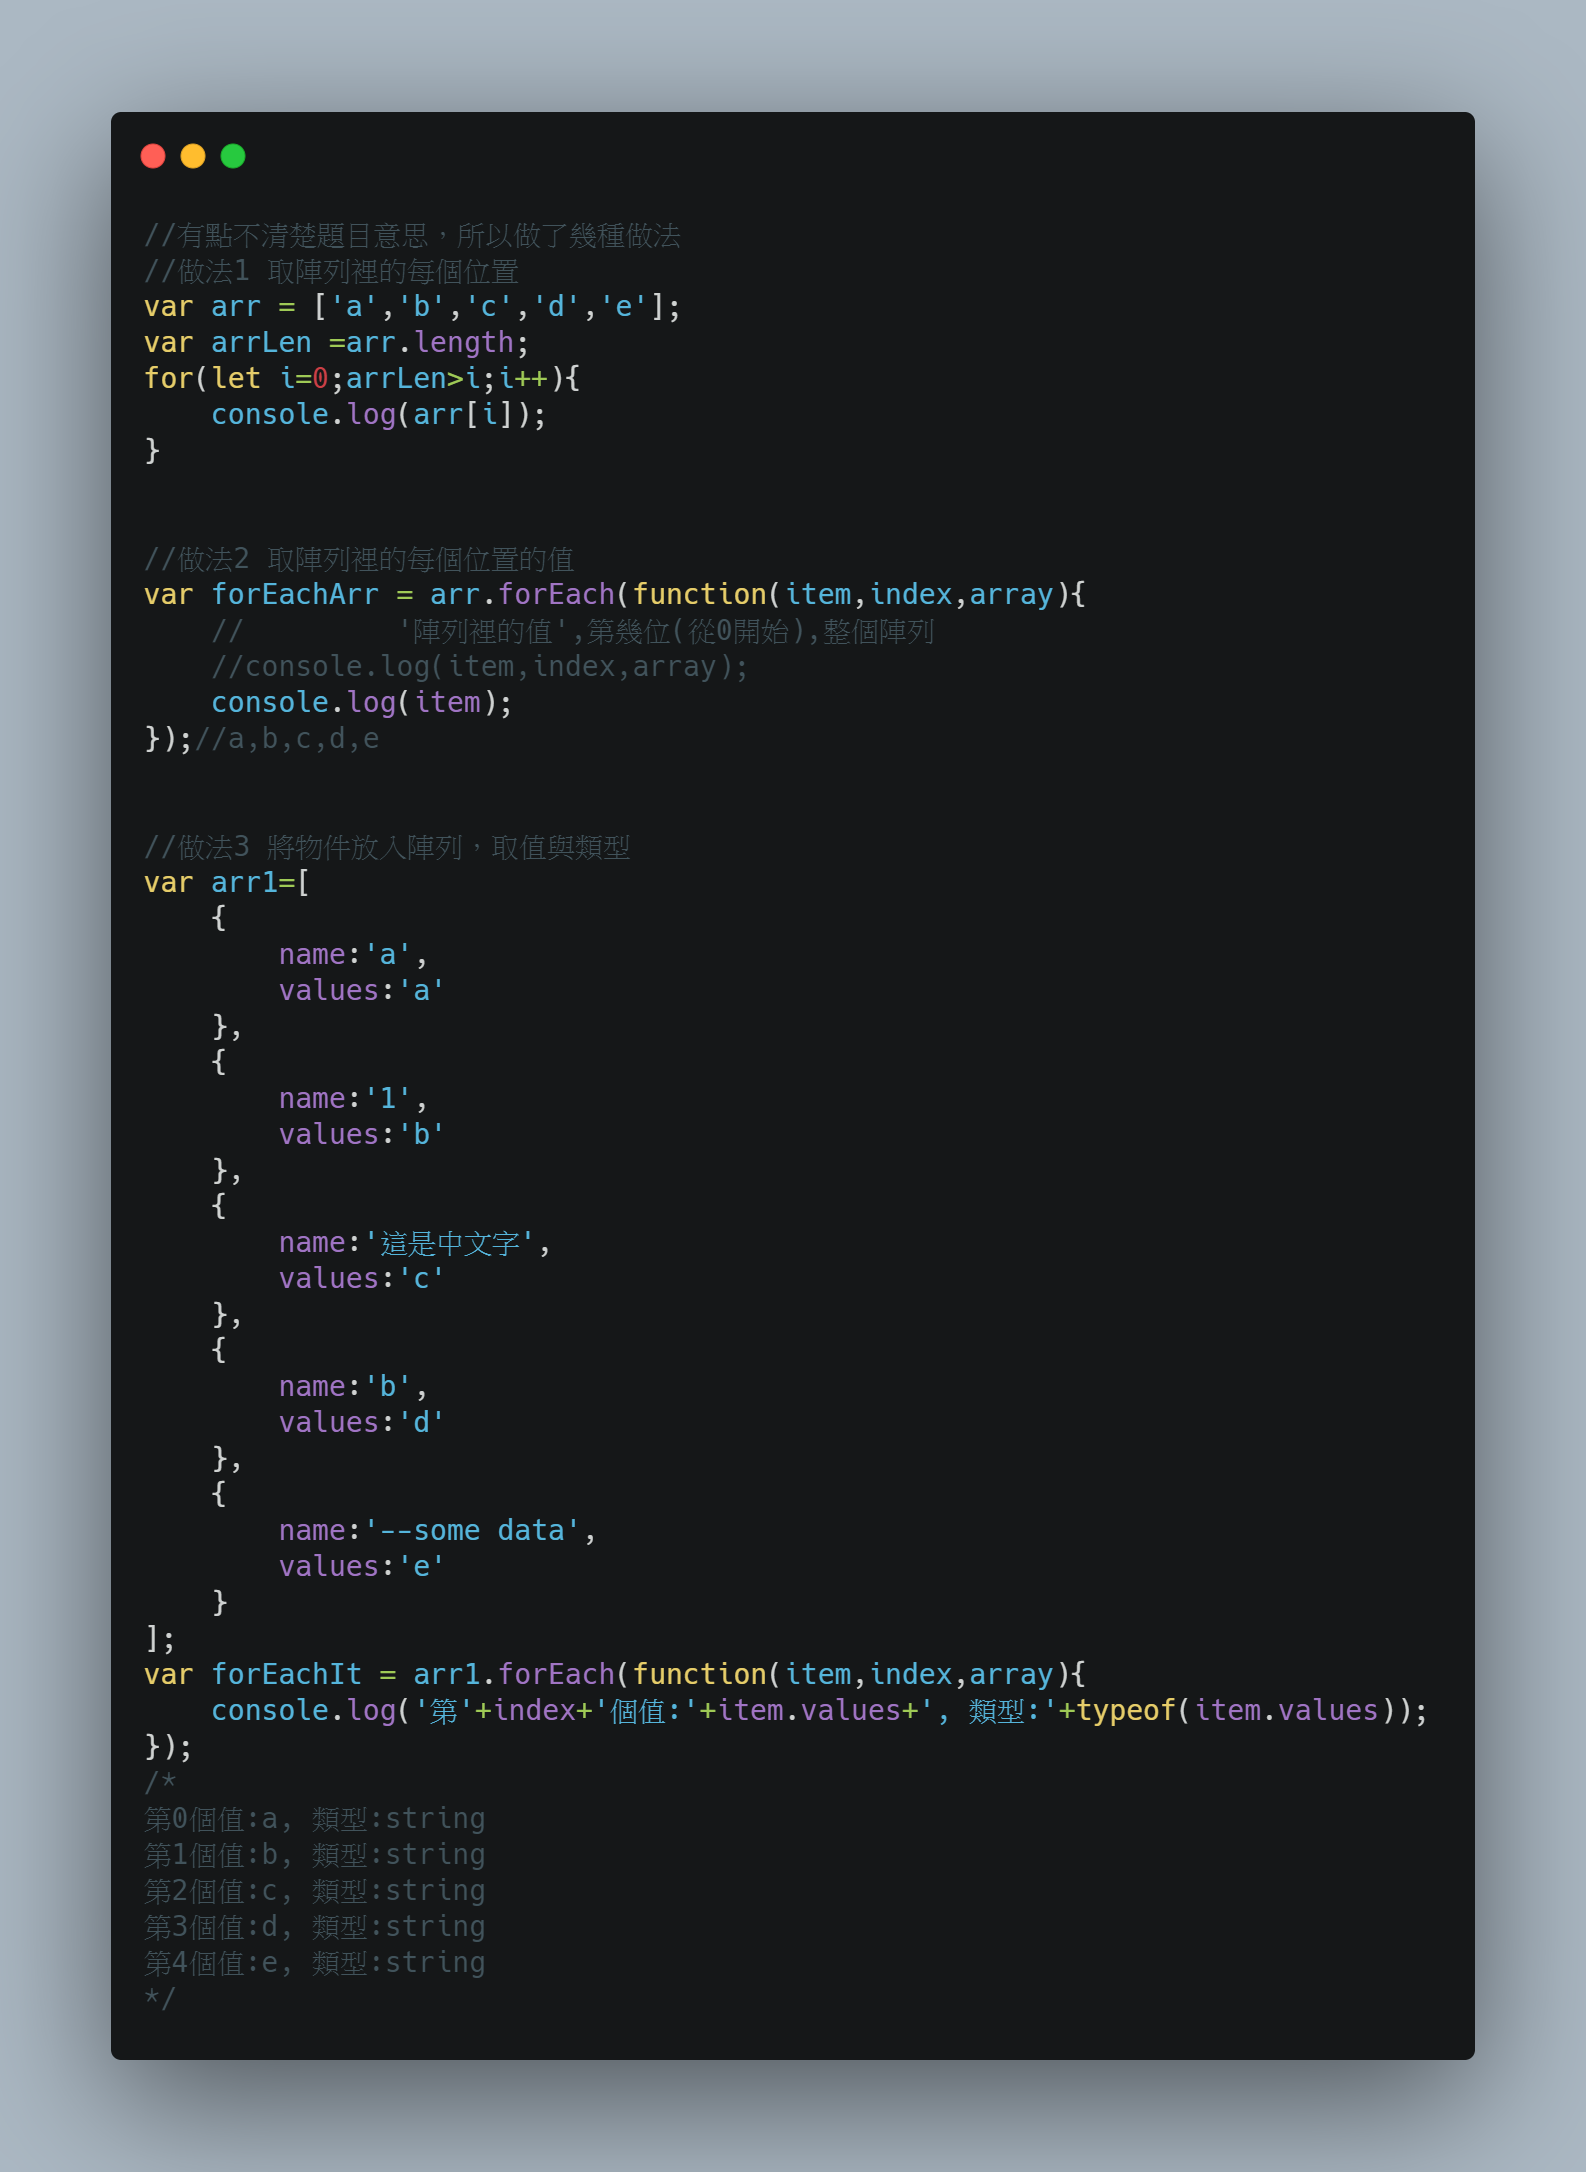 //有點不清楚題目意思，所以做了幾種做法
//做法1 取陣列裡的每個位置
var arr = ['a','b','c','d','e'];
var arrLen =arr.length;
for(let i=0;arrLen>i;i++){
    console.log(arr[i]);
}
//做法2 取陣列裡的每個位置的值
var forEachArr = arr.forEach(function(item,index,array){
    //         '陣列裡的值',第幾位(從0開始),整個陣列
    //console.log(item,index,array);
    console.log(item);
});//a,b,c,d,e
//做法3 將物件放入陣列，取值與類型
var arr1=[
    {
        name:'a',
        values:'a'
    },
    {
        name:'1',
        values:'b'
    },
    {
        name:'這是中文字',
        values:'c'
    },
    {
        name:'b',
        values:'d'
    },
    {
        name:'--some data',
        values:'e'
    }
];
var forEachIt = arr1.forEach(function(item,index,array){
    console.log('第'+index+'個值:'+item.values+', 類型:'+typeof(item.values));
});
/*
第0個值:a, 類型:string
第1個值:b, 類型:string
第2個值:c, 類型:string
第3個值:d, 類型:string
第4個值:e, 類型:string
*/